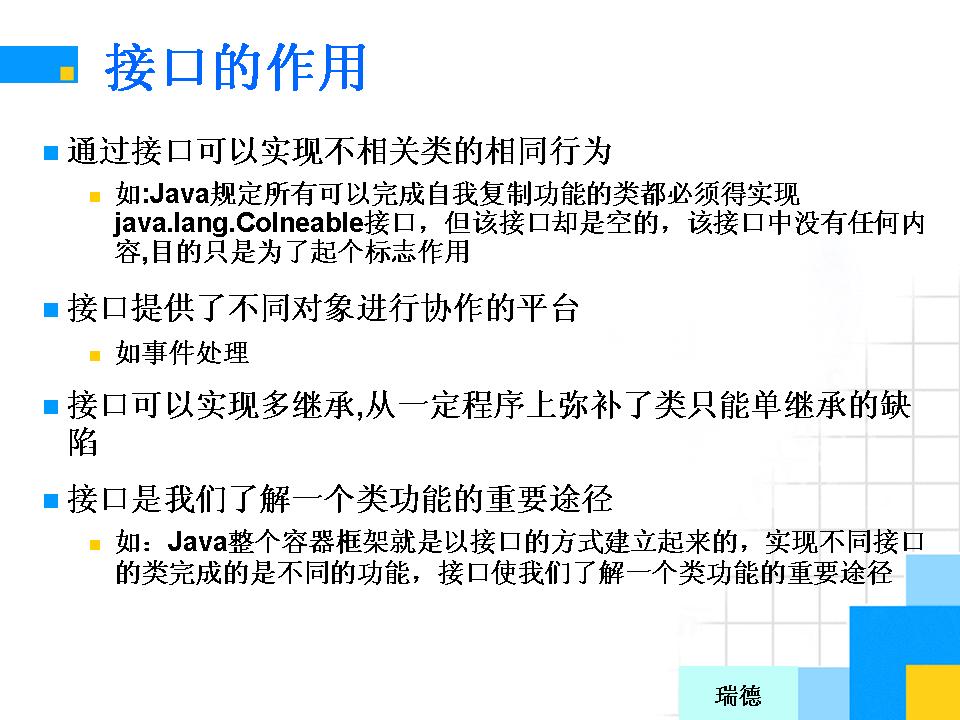 接口的作用
通过接口可以实现不相关类的相同行为
如:Java规定所有可以完成自我复制功能的类都必须得实现
java.lang.Colneable接口，但该接口却是空的，该接口中没有任何内
容,目的只是为了起个标志作用
接口提供了不同对象进行协作的平台
如事件处理
接口可以实现多继承,从一定程序上弥补了类只能单继承的缺
陷
接口是我们了解一个类功能的重要途径
如：Java整个容器框架就是以接口的方式建立起来的，实现不同接口
的类完成的是不同的功能，接口使我们了解一个类功能的重要途径
瑞德